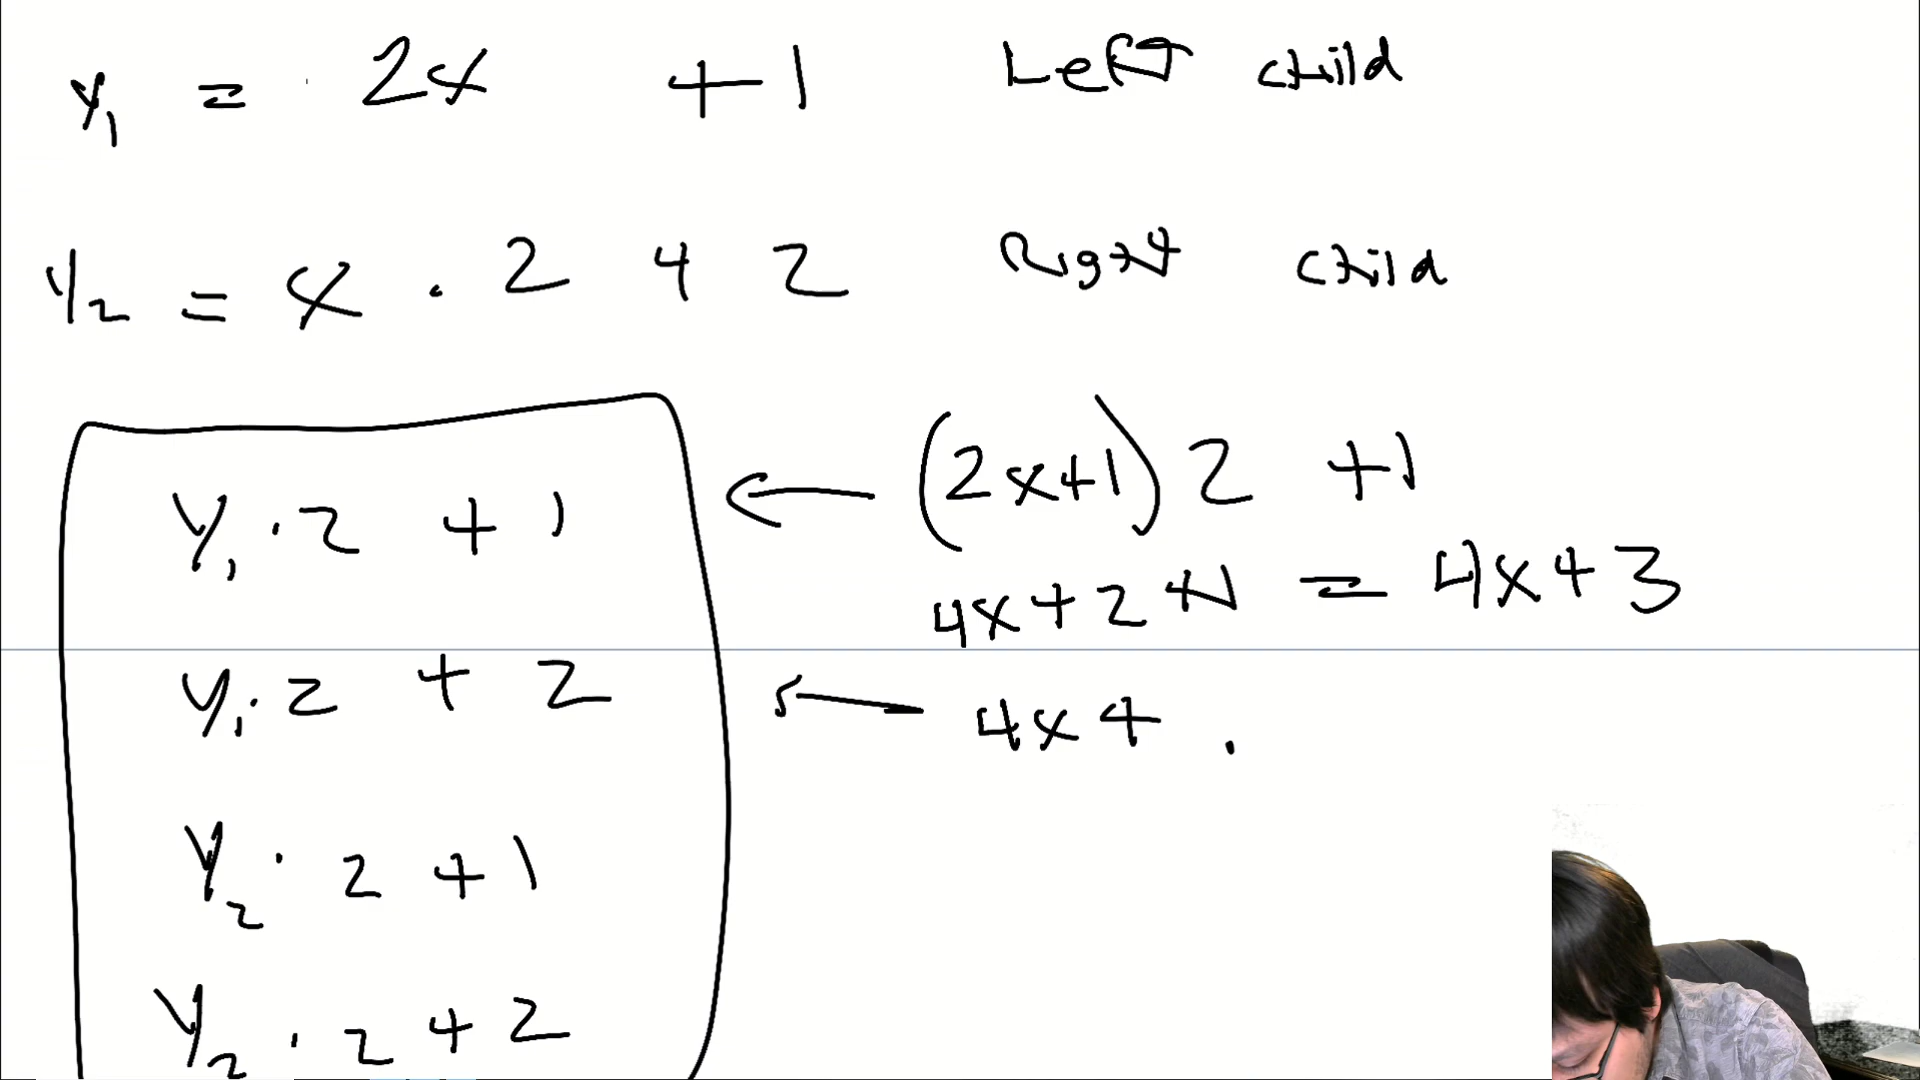 y₁ = 2x + 1 Left child
y₂ = x · 2 + 2 Right child
y₁ · 2 + 1 ← (2x+1) 2 + 1
4x + 2 + 1 = 4x + 3
y₁ · 2 + 2 ← 4x + .
y₂ · 2 + 1
y₂ · 2 + 2